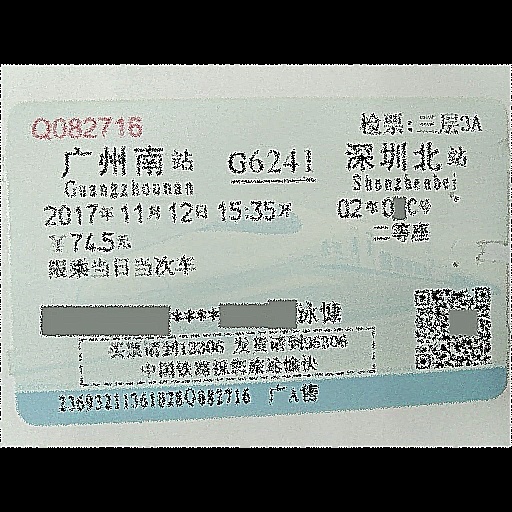 Q082716 检票:三层3A
广州南站 G6241 深圳北站
Guangzhounan Shenzhenbei
2017年11月12日 15:35开 02车0 C号
￥74.5元 二等座
限乘当日当次车
**** 泳健
买票请到12306 发货请到95306
中国铁路祝您旅途愉快
23693211361028Q082716 广A售